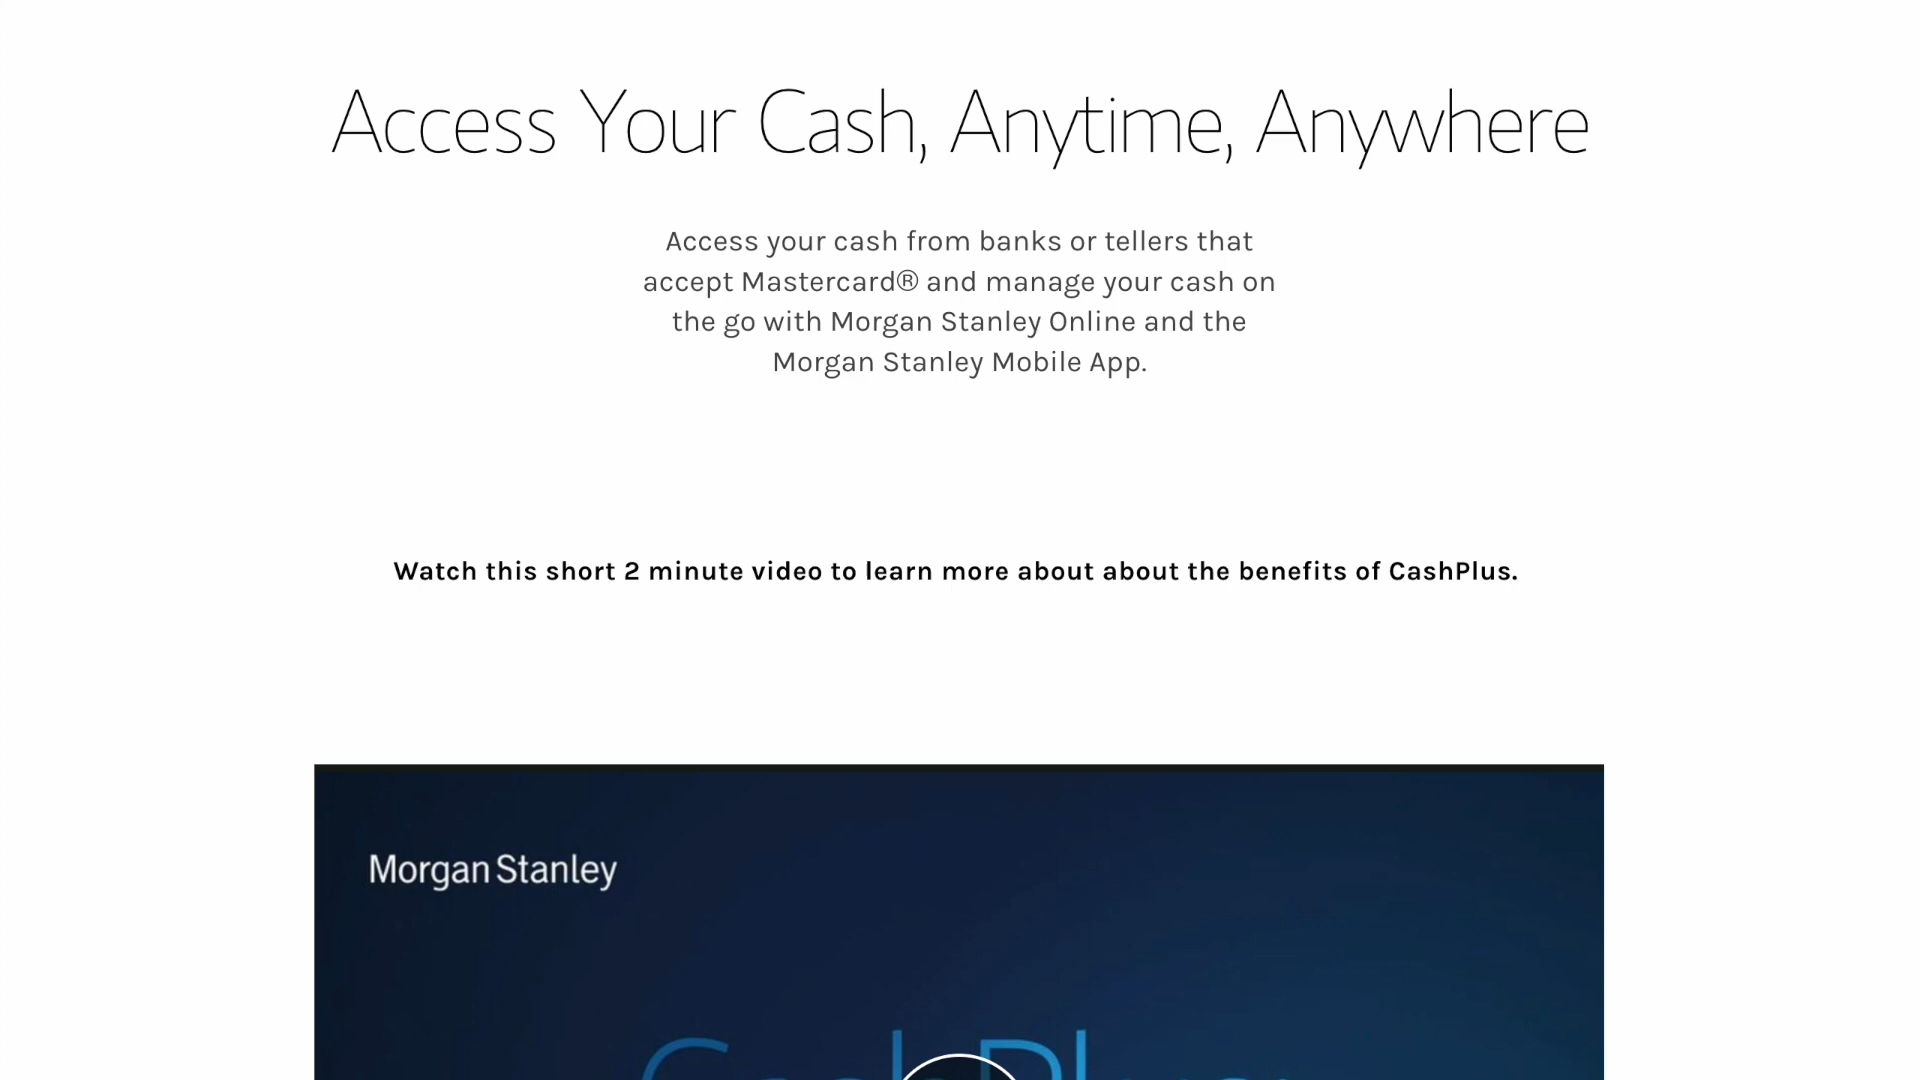 Access Your Cash, Anytime, Anywhere
Access your cash from banks or tellers that
accept Mastercard® and manage your cash on
the go with Morgan Stanley Online and the
Morgan Stanley Mobile App.
Watch this short 2 minute video to learn more about about the benefits of CashPlus.
Morgan Stanley